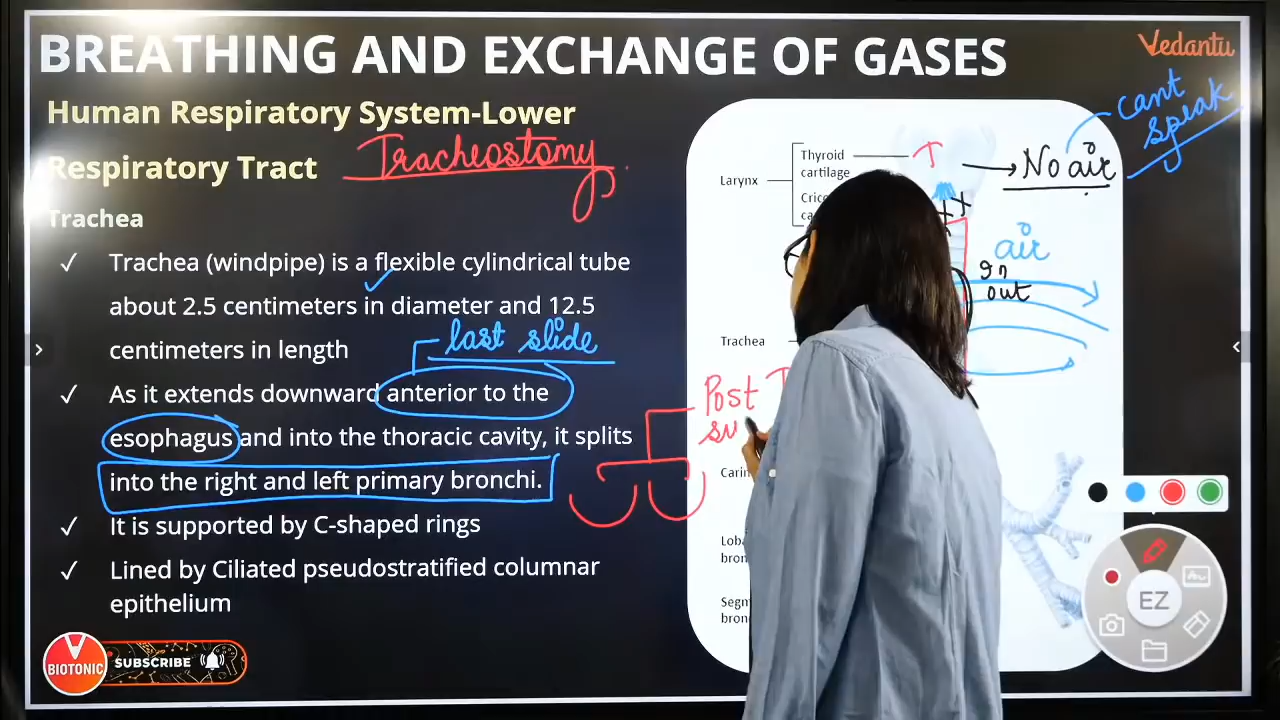 BREATHING AND EXCHANGE OF GASES
Vedantu
Human Respiratory System-Lower
Respiratory Tract
Tracheostomy
cant
speak
Trachea
✓ Trachea (windpipe) is a flexible cylindrical tube
about 2.5 centimeters in diameter and 12.5
centimeters in length
last slide
✓ As it extends downward anterior to the
esophagus and into the thoracic cavity, it splits
into the right and left primary bronchi.
✓ It is supported by C-shaped rings
✓ Lined by Ciliated pseudostratified columnar
epithelium
Larynx
Thyroid
cartilage
No air
air
In
out
Trachea
Post
EZ
BIOTONIC
SUBSCRIBE